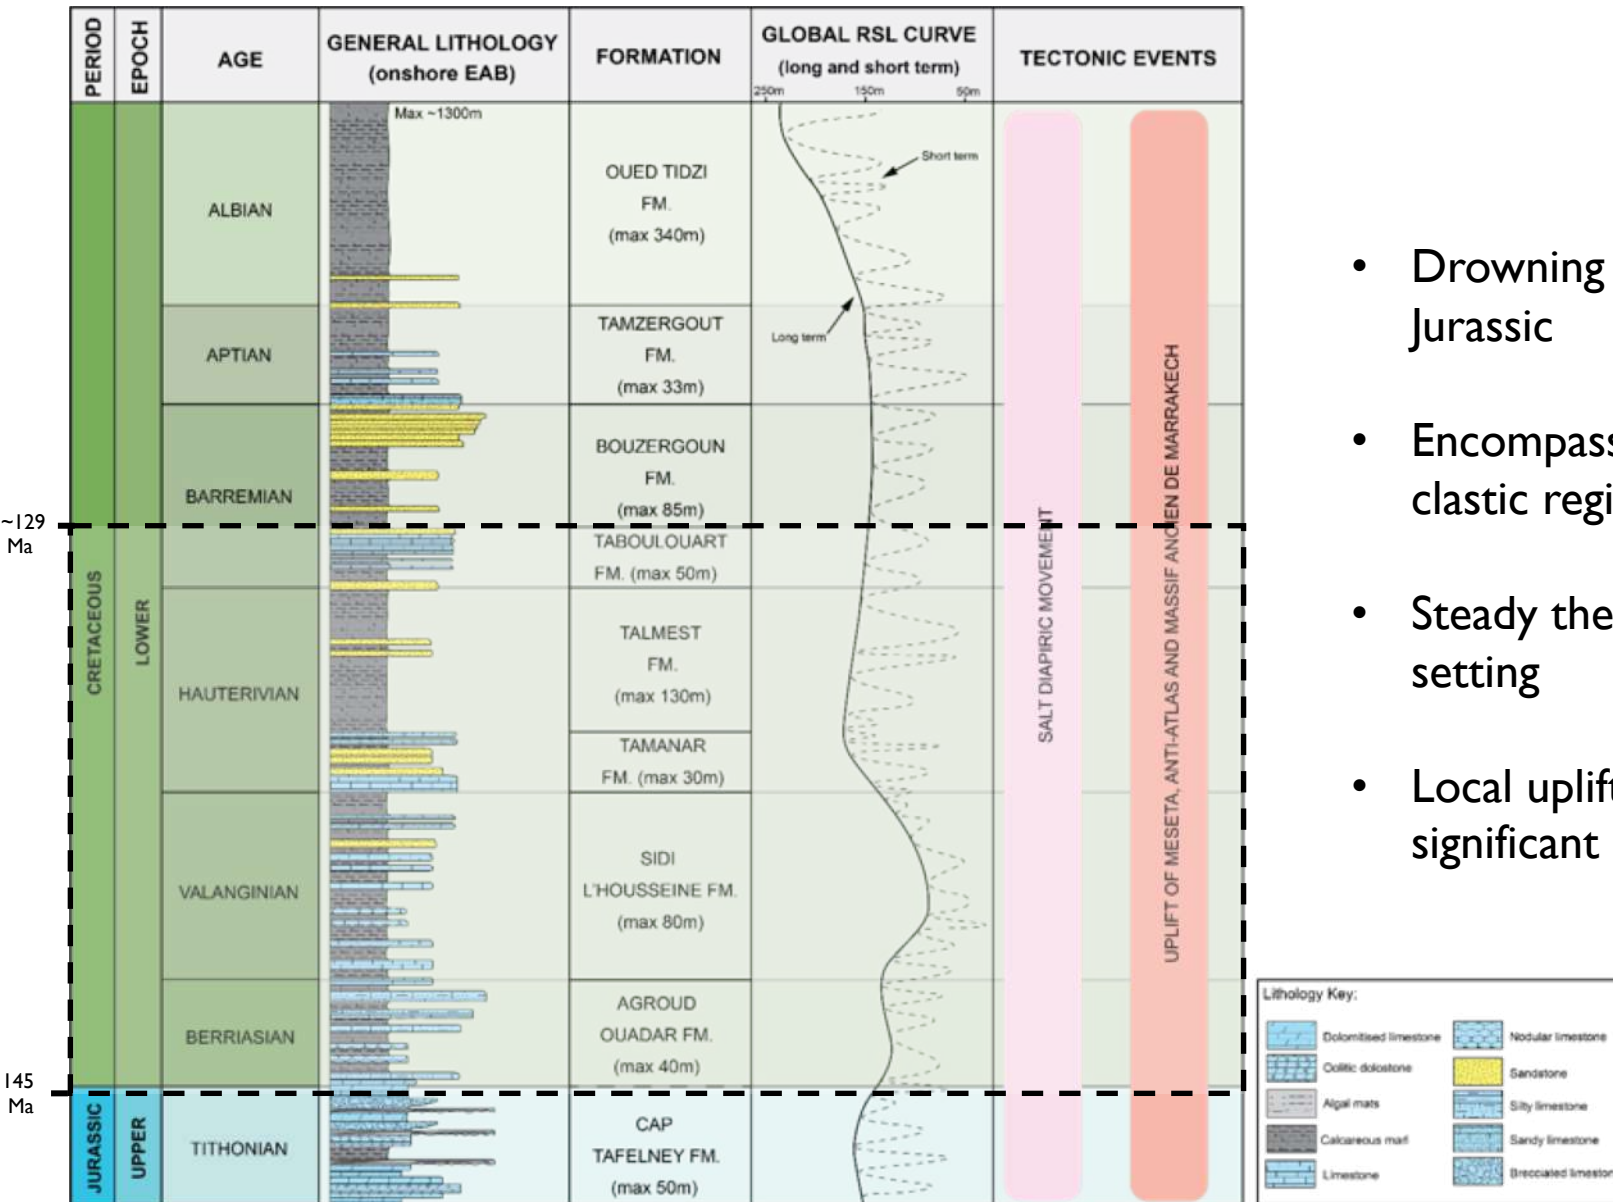 PERIOD
EPOCH
AGE
GENERAL LITHOLOGY
(onshore EAB)
FORMATION
GLOBAL RSL CURVE
(long and short term)
250m 150m 50m
TECTONIC EVENTS
CRETACEOUS
LOWER
Max ~1300m
ALBIAN
OUED TIDZI
FM.
(max 340m)
Short term
Long term
APTIAN
TAMZERGOUT
FM.
(max 33m)
BARREMIAN
BOUZERGOUN
FM.
(max 85m)
~129
Ma
TABOULOUART
FM. (max 50m)
HAUTERIVIAN
TALMEST
FM.
(max 130m)
TAMANAR
FM. (max 30m)
VALANGINIAN
SIDI
L'HOUSSEINE FM.
(max 80m)
BERRIASIAN
AGROUD
OUADAR FM.
(max 40m)
145
Ma
JURASSIC
UPPER
TITHONIAN
CAP
TAFELNEY FM.
(max 50m)
SALT DIAPIRIC MOVEMENT
UPLIFT OF MESETA, ANTI-ATLAS AND MASSIF ANCIEN DE MARRAKECH
• Drowning
Jurassic
• Encompass
clastic regi
• Steady the
setting
• Local uplift
significant
Lithology Key:
Dolomitised limestone
Oolitic dolostone
Algal mats
Calcareous marl
Limestone
Nodular limestone
Sandstone
Silty limestone
Sandy limestone
Brecciated limeston